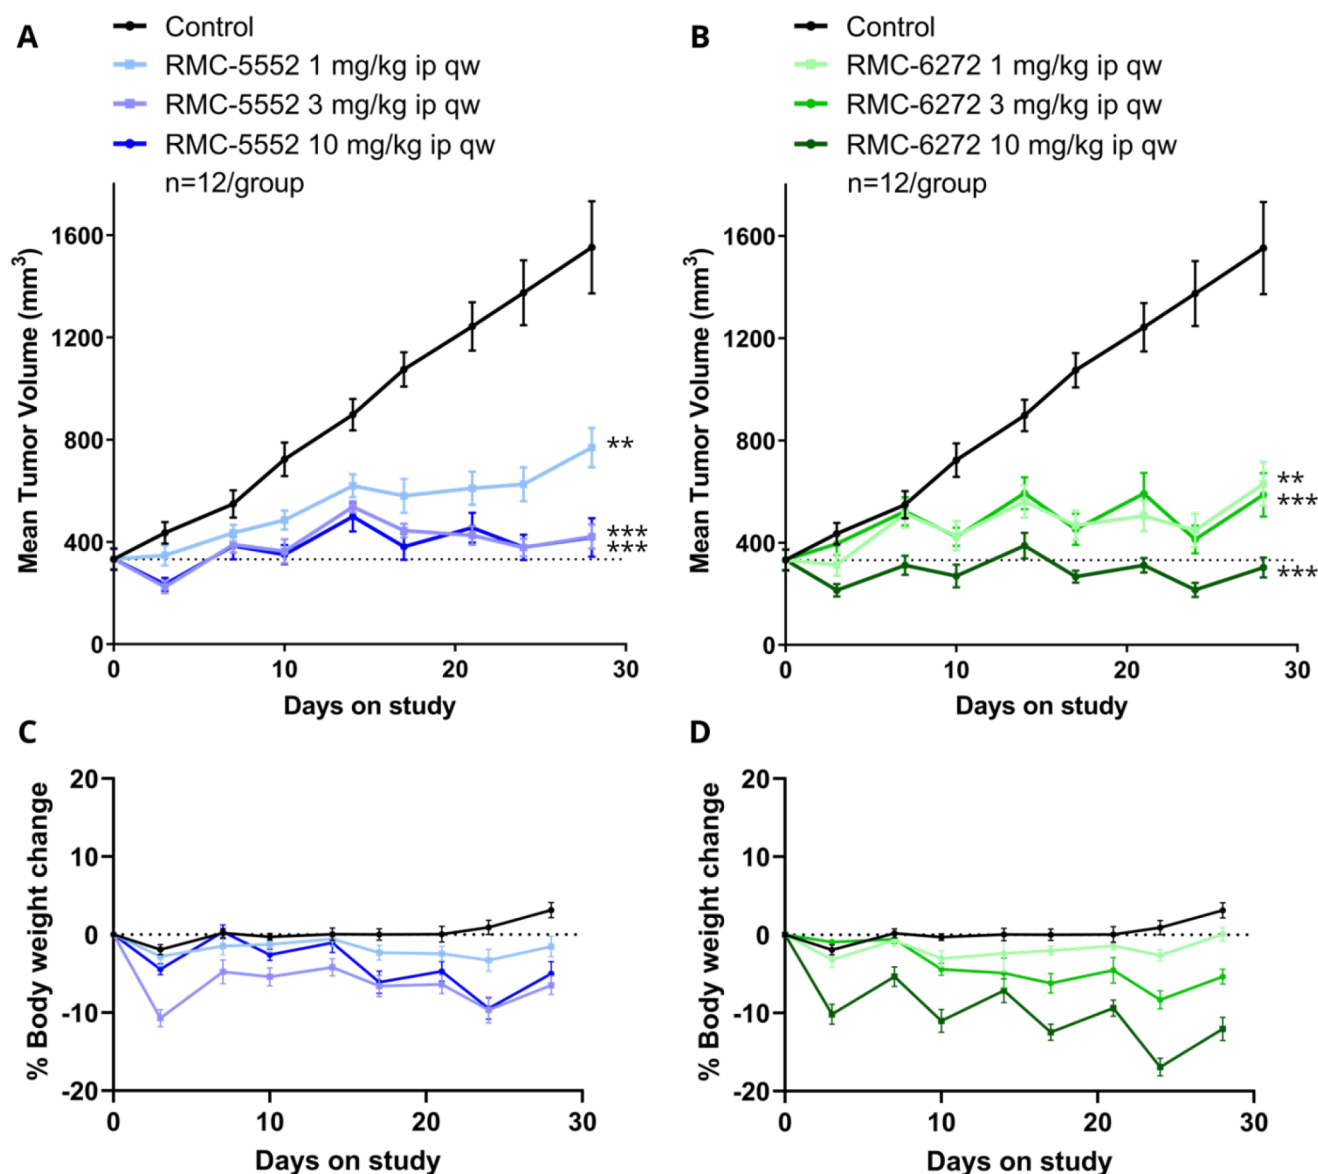 A
Control
RMC-5552 1 mg/kg ip qw
RMC-5552 3 mg/kg ip qw
RMC-5552 10 mg/kg ip qw
n=12/group
Mean Tumor Volume (mm³)
1600
1200
800
400
0
**
***
***
0 10 20 30
Days on study
B
Control
RMC-6272 1 mg/kg ip qw
RMC-6272 3 mg/kg ip qw
RMC-6272 10 mg/kg ip qw
n=12/group
Mean Tumor Volume (mm³)
1600
1200
800
400
0
**
***
***
0 10 20 30
Days on study
C
% Body weight change
20
10
0
-10
-20
0 10 20 30
Days on study
D
% Body weight change
20
10
0
-10
-20
0 10 20 30
Days on study